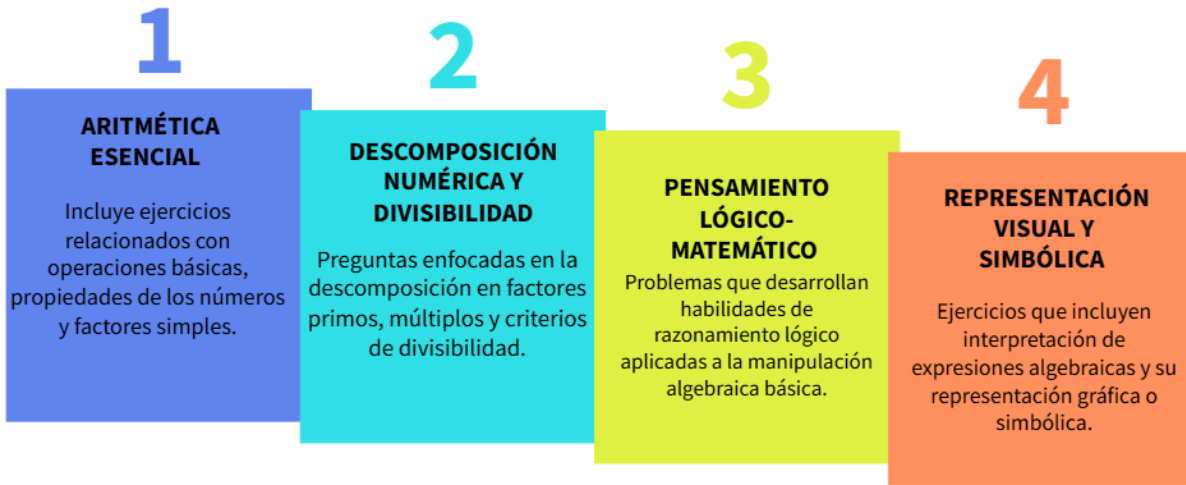 1
ARITMÉTICA
ESENCIAL
Incluye ejercicios
relacionados con
operaciones básicas,
propiedades de los números
y factores simples.
2
DESCOMPOSICIÓN
NUMÉRICA Y
DIVISIBILIDAD
Preguntas enfocadas en la
descomposición en factores
primos, múltiplos y criterios
de divisibilidad.
3
PENSAMIENTO
LÓGICO-
MATEMÁTICO
Problemas que desarrollan
habilidades de
razonamiento lógico
aplicadas a la manipulación
algebraica básica.
4
REPRESENTACIÓN
VISUAL Y
SIMBÓLICA
Ejercicios que incluyen
interpretación de
expresiones algebraicas y su
representación gráfica o
simbólica.